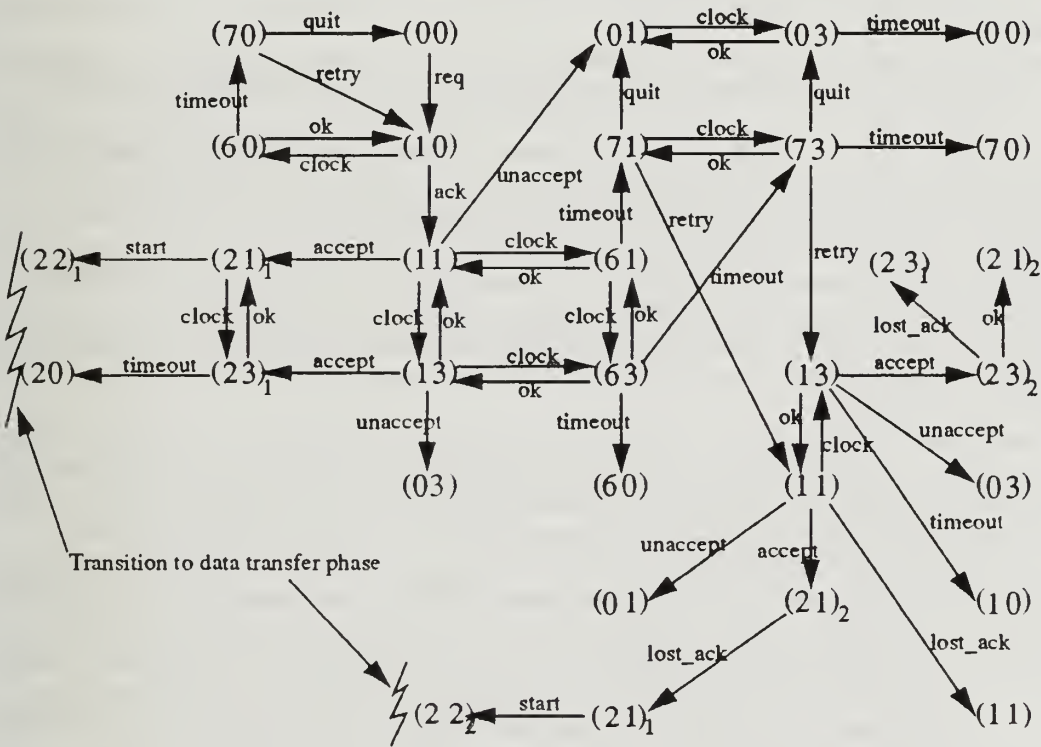 (70) quit (00) (01) clock (03) timeout (00)
ok
retry req
timeout quit quit
(60) ok (10) (71) clock (73) timeout (70)
clock ok
ack unaccept timeout retry
(22)1 start (21)1 accept (11) clock (61) timeout retry (23)1 (21)2
ok
clock ok clock ok clock ok lost_ack ok
(20) timeout (23)1 accept (13) clock (63) (13) accept (23)2
ok
unaccept timeout ok clock unaccept
(03) (60) (11) (03)
timeout
Transition to data transfer phase unaccept accept
(01) (21)2 (10)
lost_ack lost_ack
(22)2 start (21)1 (11)